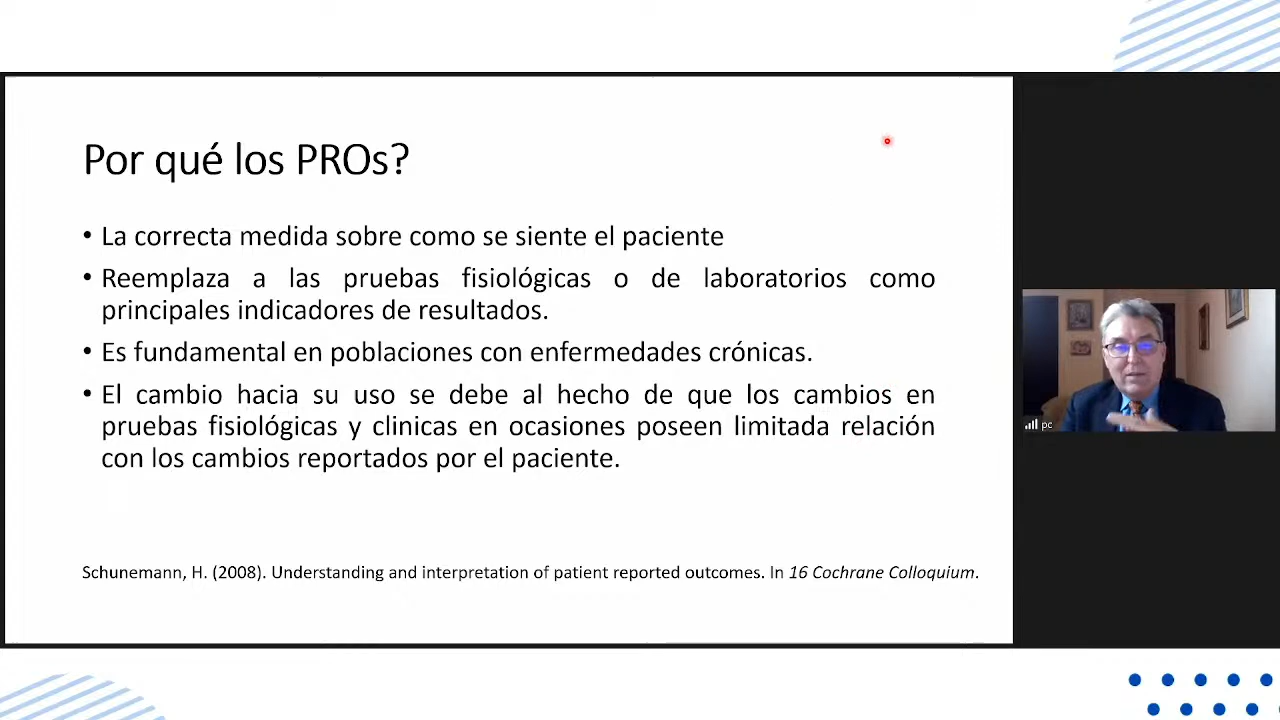 Por qué los PROs?
• La correcta medida sobre como se siente el paciente
• Reemplaza a las pruebas fisiológicas o de laboratorios como
principales indicadores de resultados.
• Es fundamental en poblaciones con enfermedades crónicas.
• El cambio hacia su uso se debe al hecho de que los cambios en
pruebas fisiológicas y clinicas en ocasiones poseen limitada relación
con los cambios reportados por el paciente.
Schunemann, H. (2008). Understanding and interpretation of patient reported outcomes. In 16 Cochrane Colloquium.
pc